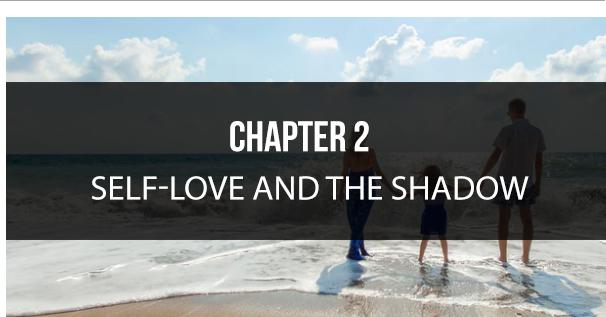 CHAPTER 2
SELF-LOVE AND THE SHADOW